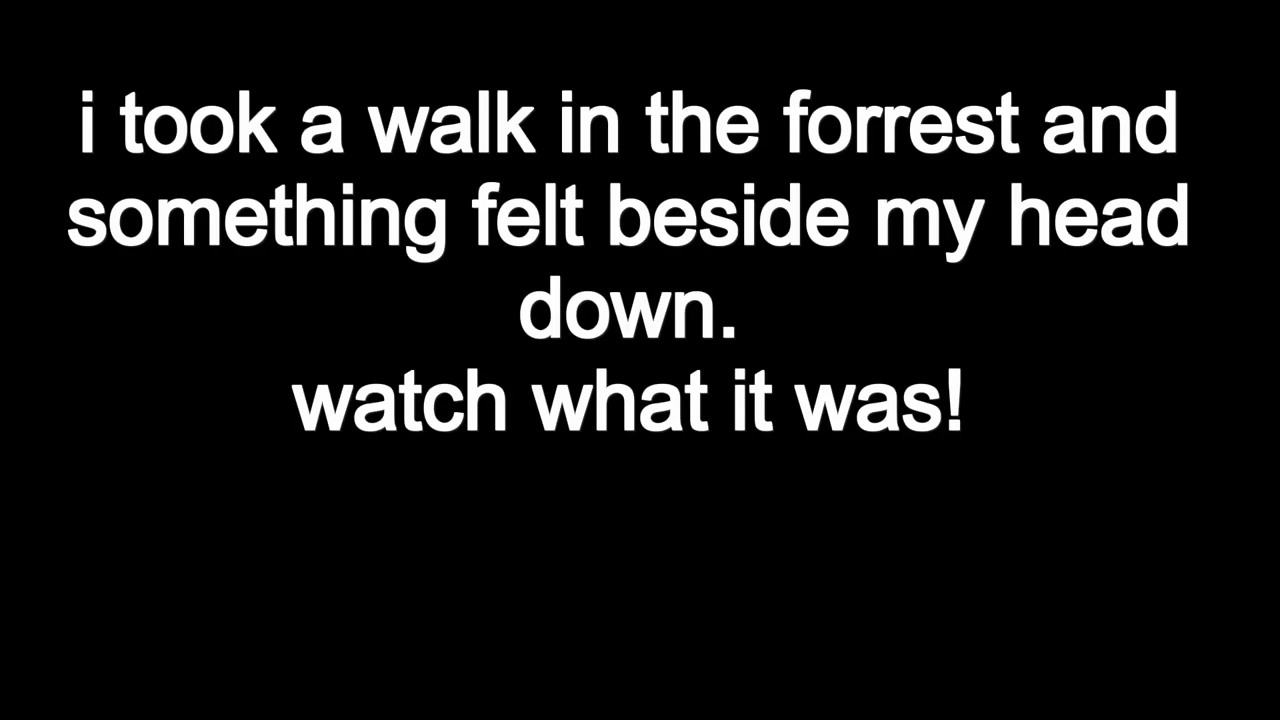 i took a walk in the forrest and
something felt beside my head
down.
watch what it was!